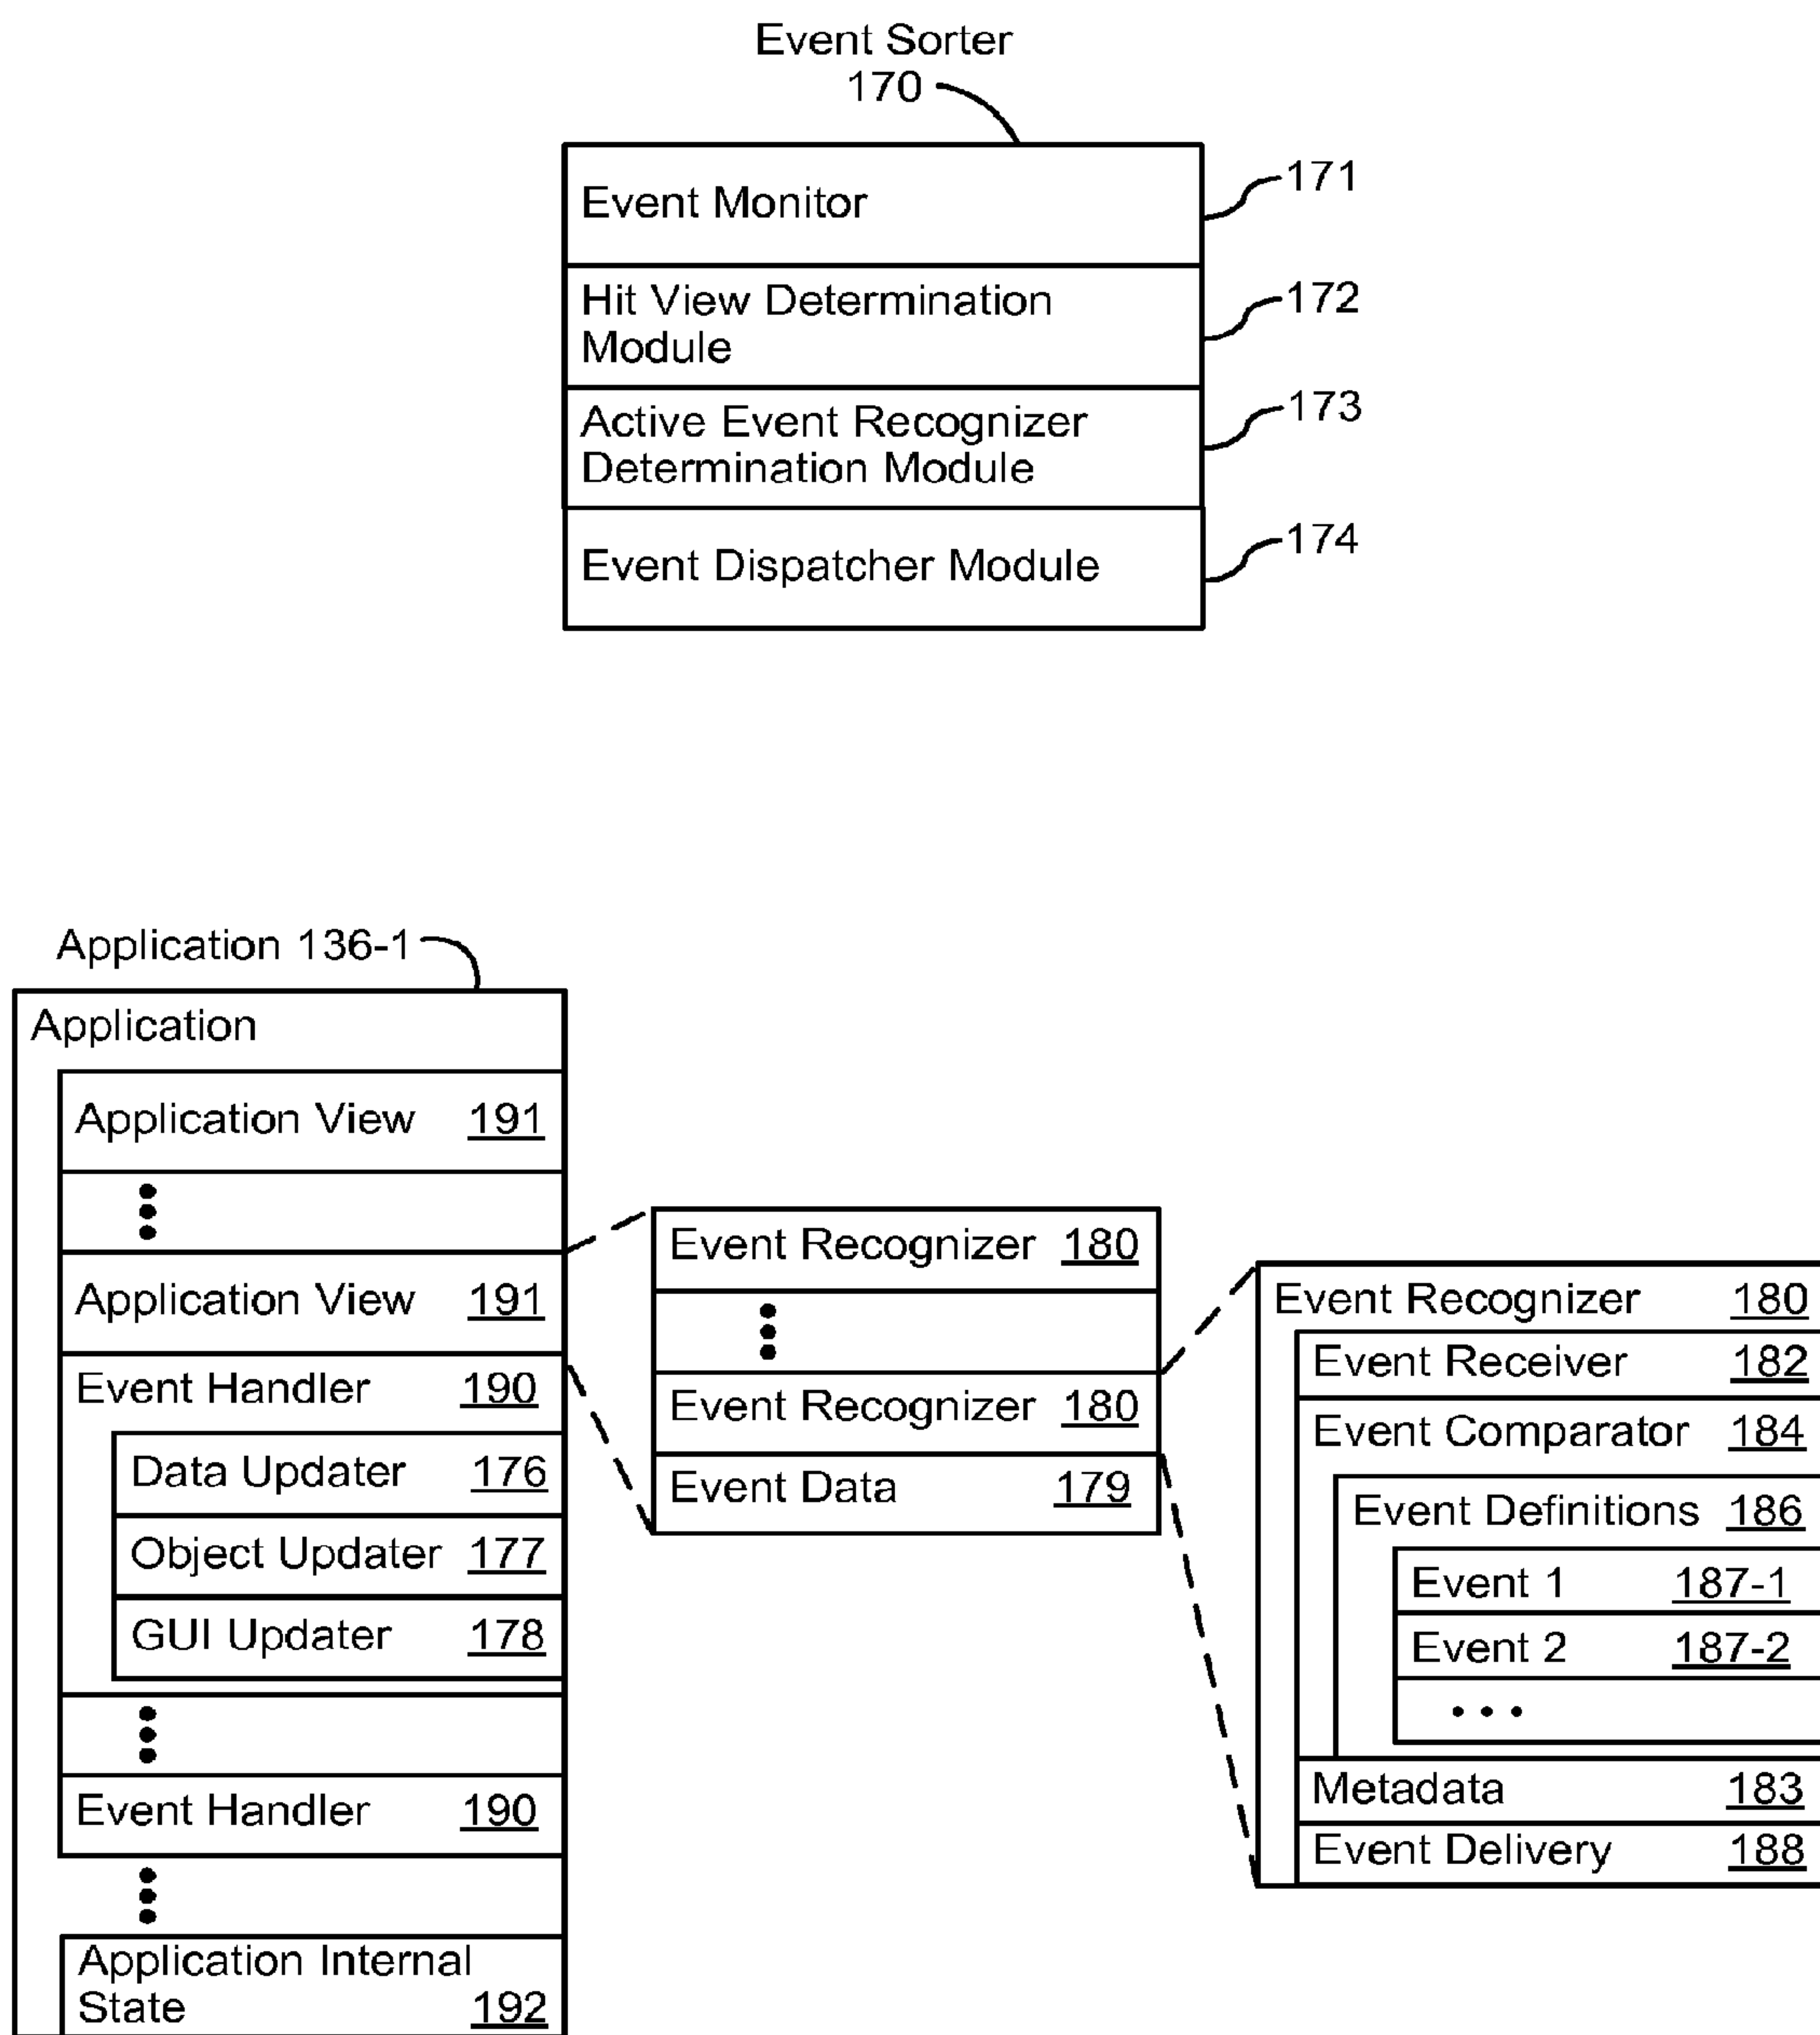 Event Sorter
170
Event Monitor
171
Hit View Determination
Module
172
Active Event Recognizer
Determination Module
173
Event Dispatcher Module
174
Application 136-1
Application
Application View 191
Application View 191
Event Handler 190
Data Updater 176
Object Updater 177
GUI Updater 178
Event Handler 190
Application Internal
State 192
Event Recognizer 180
Event Recognizer 180
Event Data 179
Event Recognizer 180
Event Receiver 182
Event Comparator 184
Event Definitions 186
Event 1 187-1
Event 2 187-2
Metadata 183
Event Delivery 188